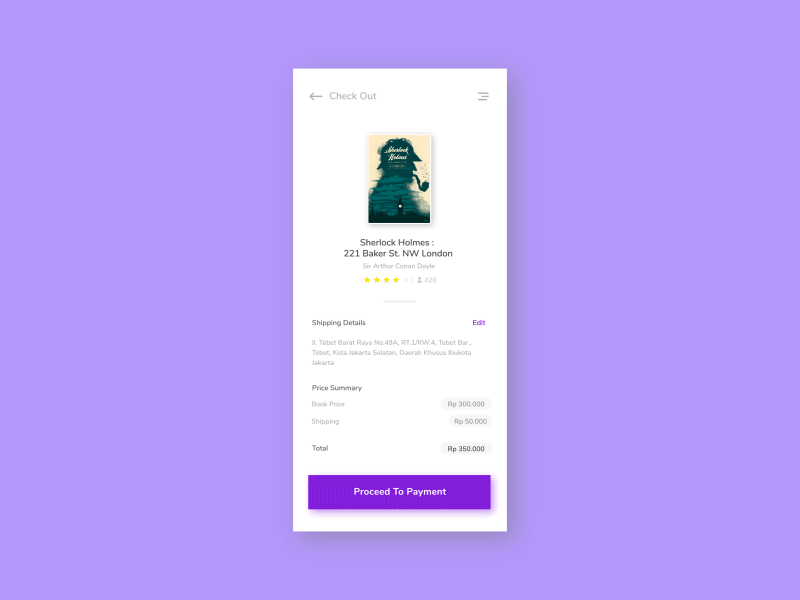 Check Out
Sherlock
Holmes
Sherlock Holmes :
221 Baker St. NW London
Sir Arthur Conan Doyle
| 426
Shipping Details
Edit
Jl. Tebet Barat Raya No.49A, RT.1/RW.4, Tebet Bar.,
Tebet, Kota Jakarta Selatan, Daerah Khusus Ibukota
Jakarta
Price Summary
Book Price
Rp 300.000
Shipping
Rp 50.000
Total
Rp 350.000
Proceed To Payment